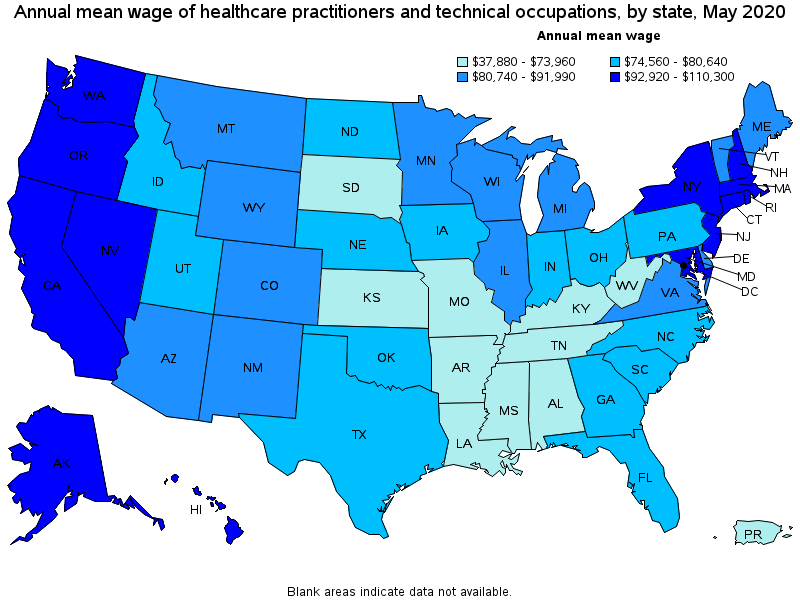 Annual mean wage of healthcare practitioners and technical occupations, by state, May 2020
Annual mean wage
$37,880 - $73,960 $74,560 - $80,640
$80,740 - $91,990 $92,920 - $110,300
WA
MT
ND
ME
OR
ID
MN
VT
SD
WI
NH
WY
MI
NY
MA
RI
CT
IA
PA
NJ
NE
NV
UT
IL
IN
OH
DE
MD
DC
CA
CO
KS
MO
WV
VA
KY
NC
TN
AZ
NM
OK
AR
SC
MS
AL
GA
TX
LA
AK
FL
HI
PR
Blank areas indicate data not available.